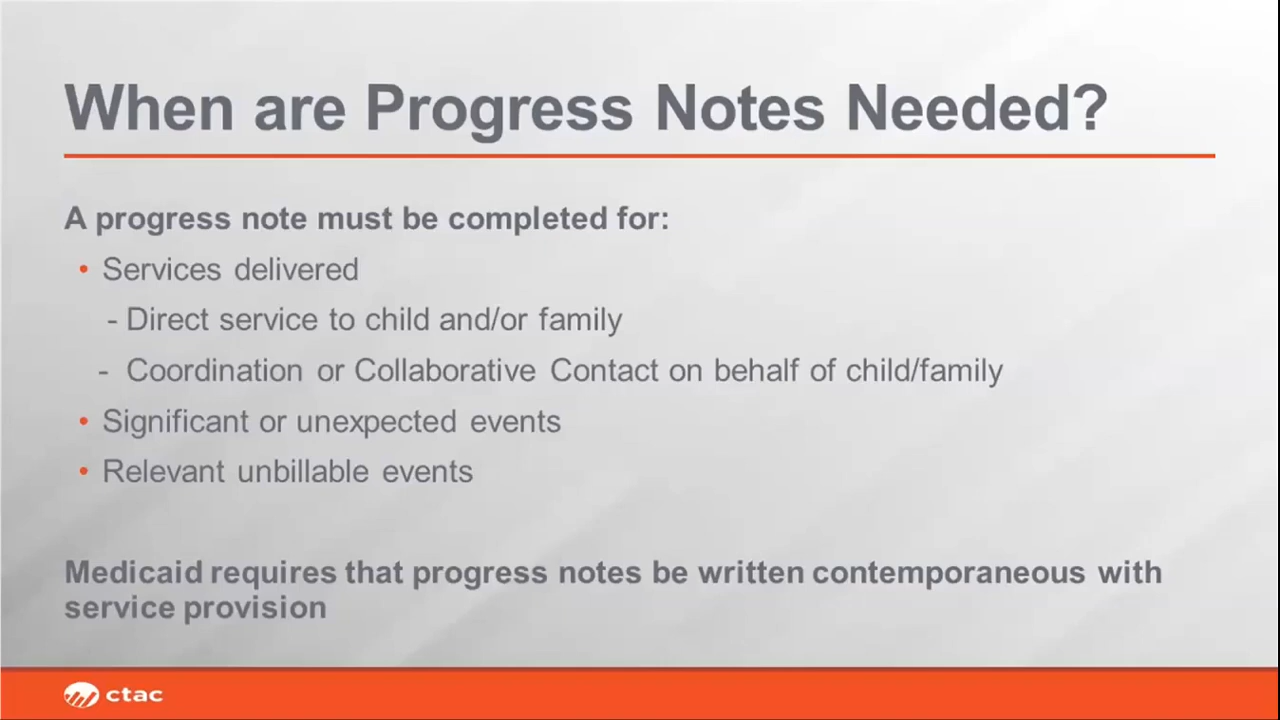 When are Progress Notes Needed?
A progress note must be completed for:
• Services delivered
- Direct service to child and/or family
- Coordination or Collaborative Contact on behalf of child/family
• Significant or unexpected events
• Relevant unbillable events
Medicaid requires that progress notes be written contemporaneous with
service provision
ctac